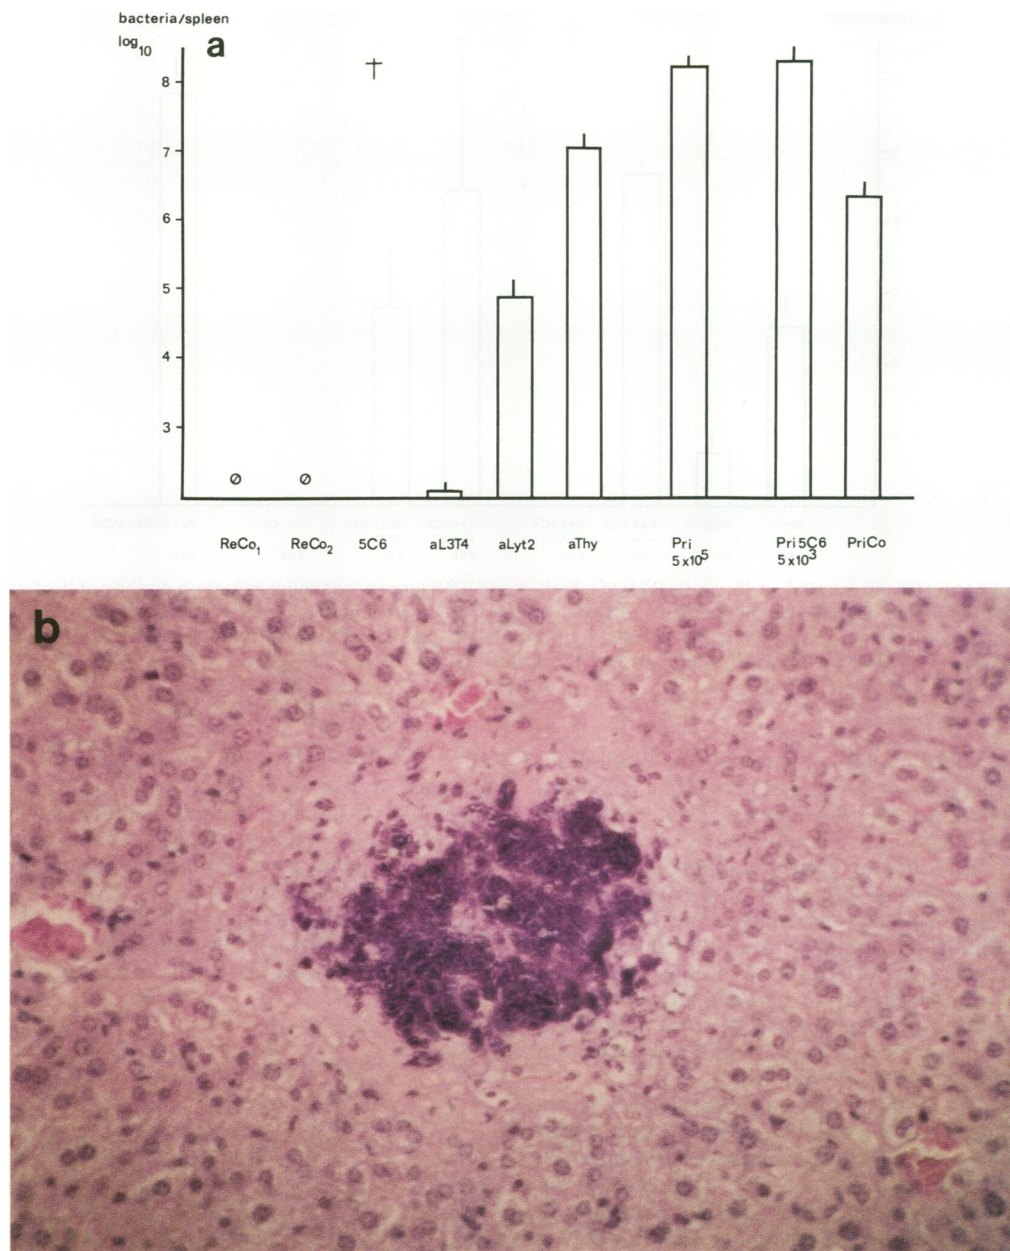 bacteria/spleen
log10
a
8
7
6
5
4
3
Ø
Ø
†
ReCo1
ReCo2
5C6
aL3T4
aLyt2
aThy
Pri
5x10^5
Pri 5C6
5x10^3
PriCo
b